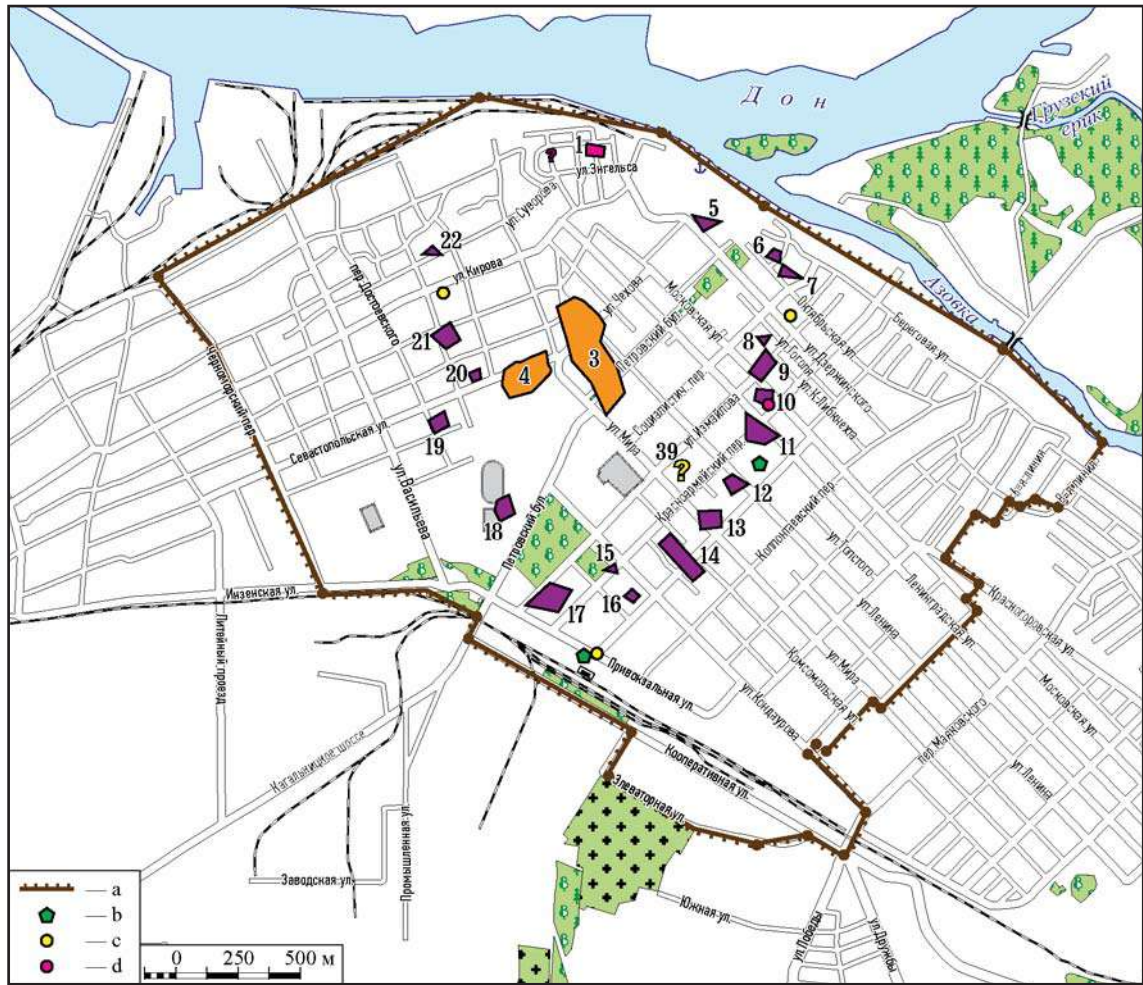 Дон
Грузский
ерик
Азовка
1
?
ул.Энгельса
ул.Суворова
5
22
6
7
пер.Достоевского
ул.Кирова
ул.Чехова
Петровский бул.
Московская ул.
Октябрьская ул.
Береговая ул.
21
3
8
ул.Гоголя
ул.Дзержинского
9
20
4
Социалистич. пер.
ул.К.Либкнехта
10
Черноморский пер.
Севастопольская ул.
19
ул.Мира
ул.Измайлова
11
39
?
Красноармейский пер.
12
ул.Васильева
18
Петровский бул.
13
Коллонтаевский пер.
ул.Толстого
14
15
16
17
Инзенская ул.
Литейный проезд
Ленинградская ул.
Красногоровская ул.
ул.Ленина
ул.Мира
Комсомольская ул.
Привокзальная ул.
ул.Кондаурова
пер.Маяковского
Московская ул.
ул.Ленина
Кагальницкое шоссе
Кооперативная ул.
Элеваторная ул.
Промышленная ул.
Заводская ул.
Южная ул.
ул.Победы
ул.Дружбы
— a
— b
— c
— d
0 250 500 м